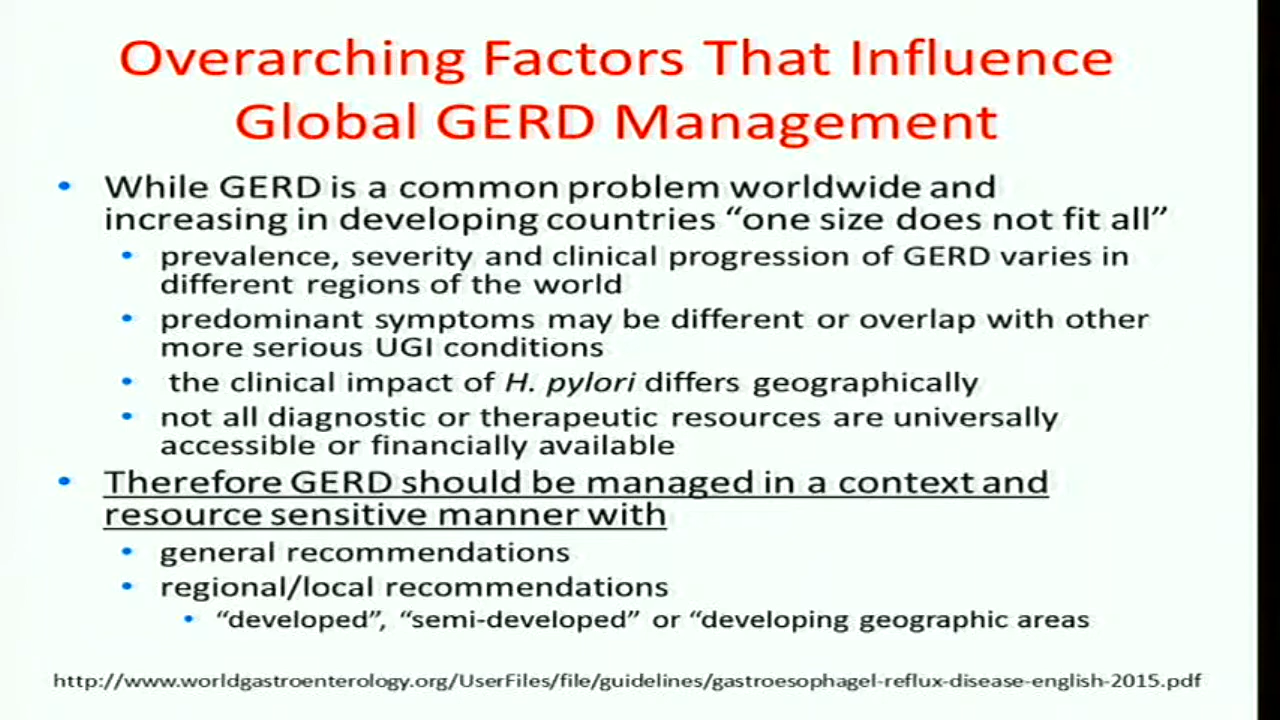 Overarching Factors That Influence
Global GERD Management
• While GERD is a common problem worldwide and
increasing in developing countries “one size does not fit all”
• prevalence, severity and clinical progression of GERD varies in
different regions of the world
• predominant symptoms may be different or overlap with other
more serious UGI conditions
• the clinical impact of H. pylori differs geographically
• not all diagnostic or therapeutic resources are universally
accessible or financially available
• Therefore GERD should be managed in a context and
resource sensitive manner with
• general recommendations
• regional/local recommendations
• “developed”, “semi-developed” or “developing geographic areas
http://www.worldgastroenterology.org/UserFiles/file/guidelines/gastroesophagel-reflux-disease-english-2015.pdf